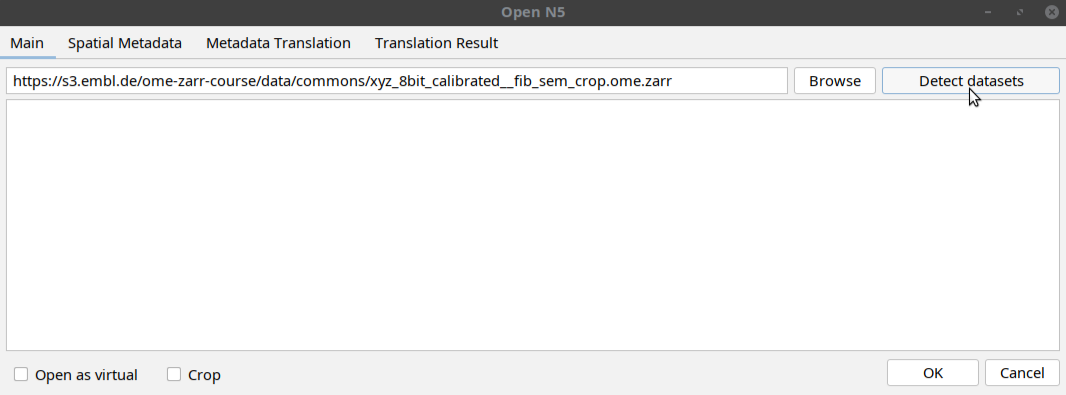 Open N5
Main Spatial Metadata Metadata Translation Translation Result
https://s3.embl.de/ome-zarr-course/data/commons/xyz_8bit_calibrated__fib_sem_crop.ome.zarr Browse Detect datasets
Open as virtual Crop OK Cancel